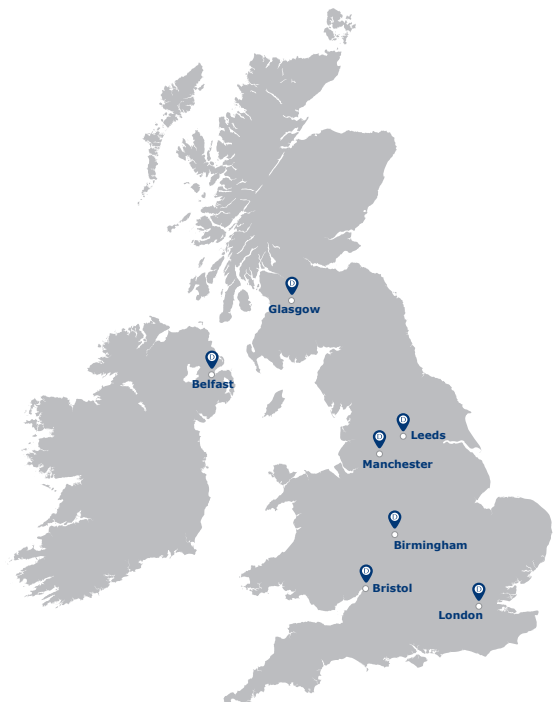 D
Glasgow
D
Belfast
D
Leeds
D
Manchester
D
Birmingham
D
Bristol
D
London